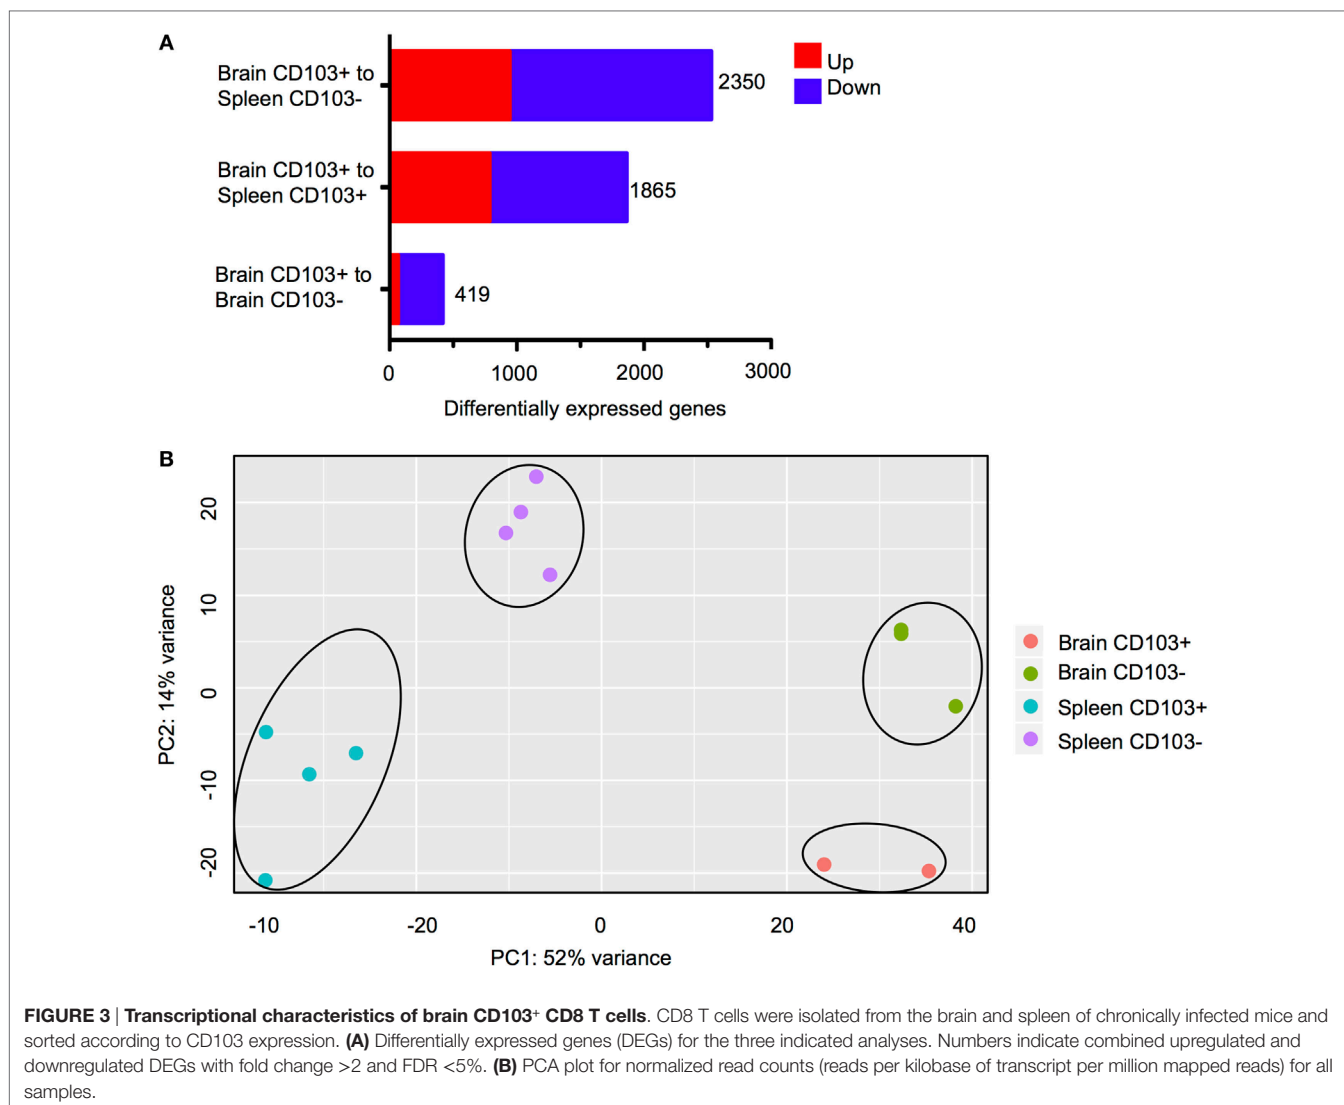 A
Brain CD103+ to
Spleen CD103-
2350
Up
Down
Brain CD103+ to
Spleen CD103+
1865
Brain CD103+ to
Brain CD103-
419
0 1000 2000 3000
Differentially expressed genes
B
20
10
0
-10
-20
PC2: 14% variance
-10 -20 0 20 40
PC1: 52% variance
Brain CD103+
Brain CD103-
Spleen CD103+
Spleen CD103-
FIGURE 3 | Transcriptional characteristics of brain CD103⁺ CD8 T cells. CD8 T cells were isolated from the brain and spleen of chronically infected mice and
sorted according to CD103 expression. (A) Differentially expressed genes (DEGs) for the three indicated analyses. Numbers indicate combined upregulated and
downregulated DEGs with fold change >2 and FDR <5%. (B) PCA plot for normalized read counts (reads per kilobase of transcript per million mapped reads) for all
samples.